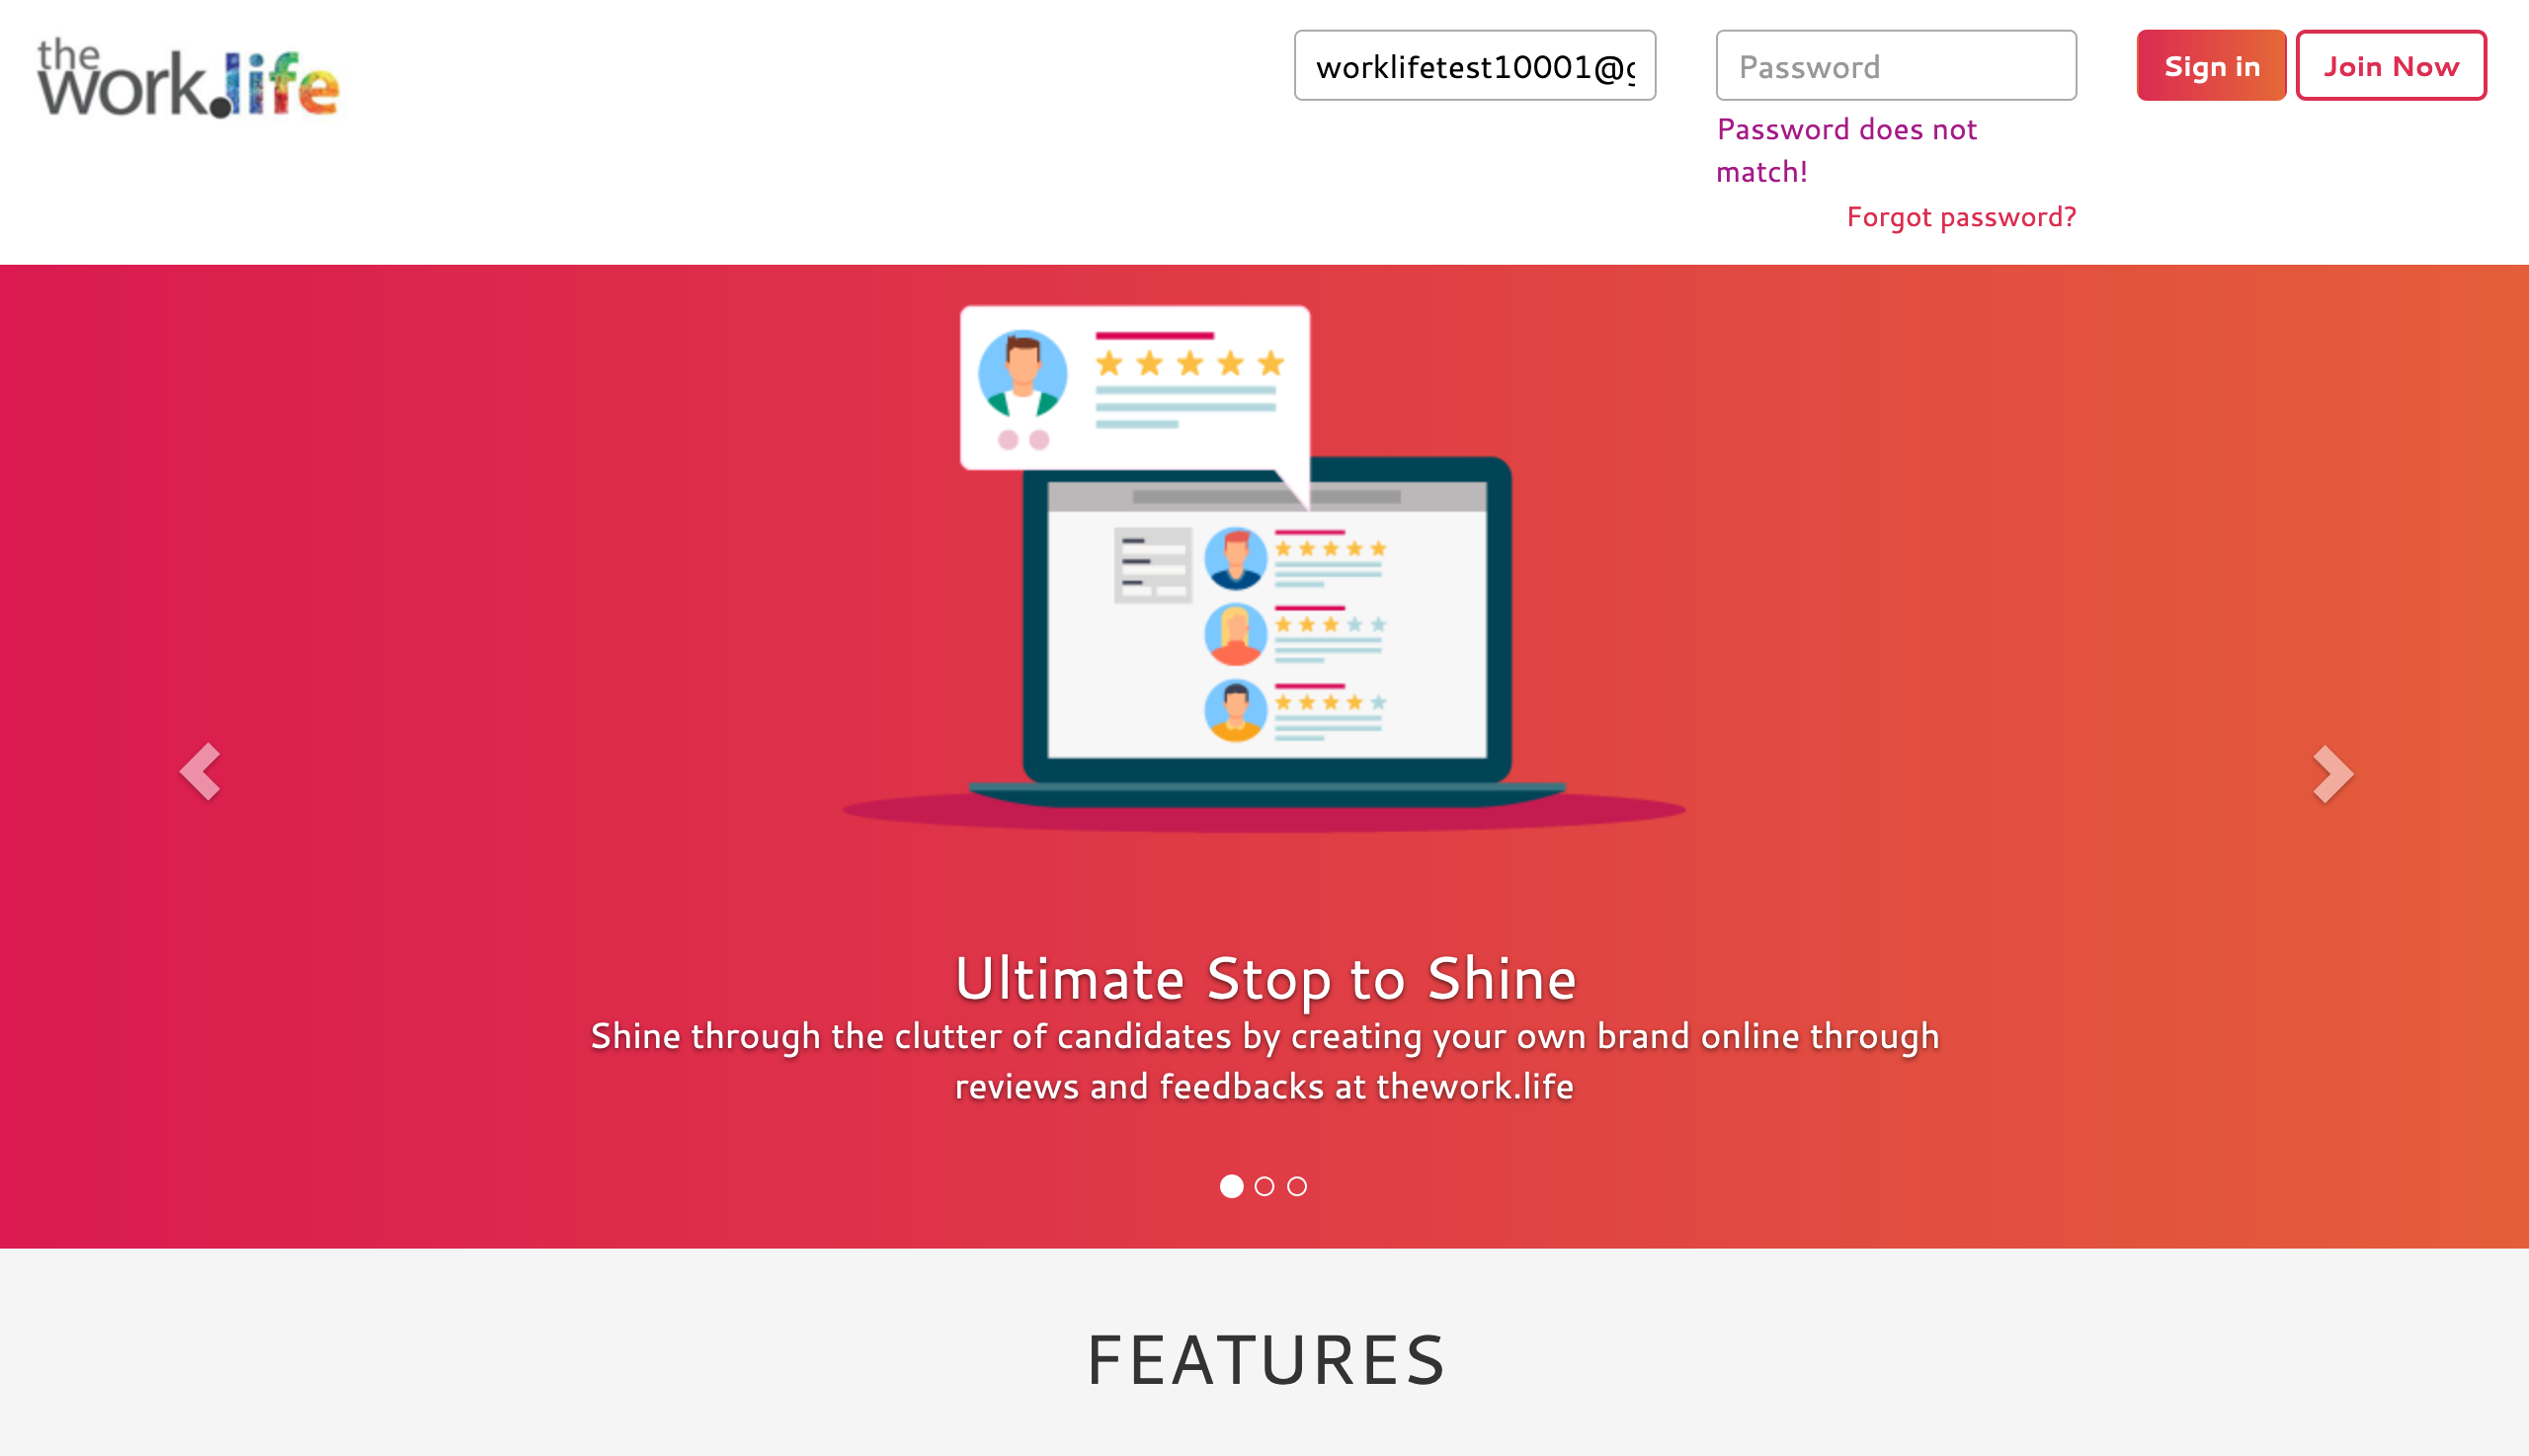 the
work.life
worklifetest10001@
Password
Sign in
Join Now
Password does not
match!
Forgot password?
Ultimate Stop to Shine
Shine through the clutter of candidates by creating your own brand online through
reviews and feedbacks at thework.life
FEATURES